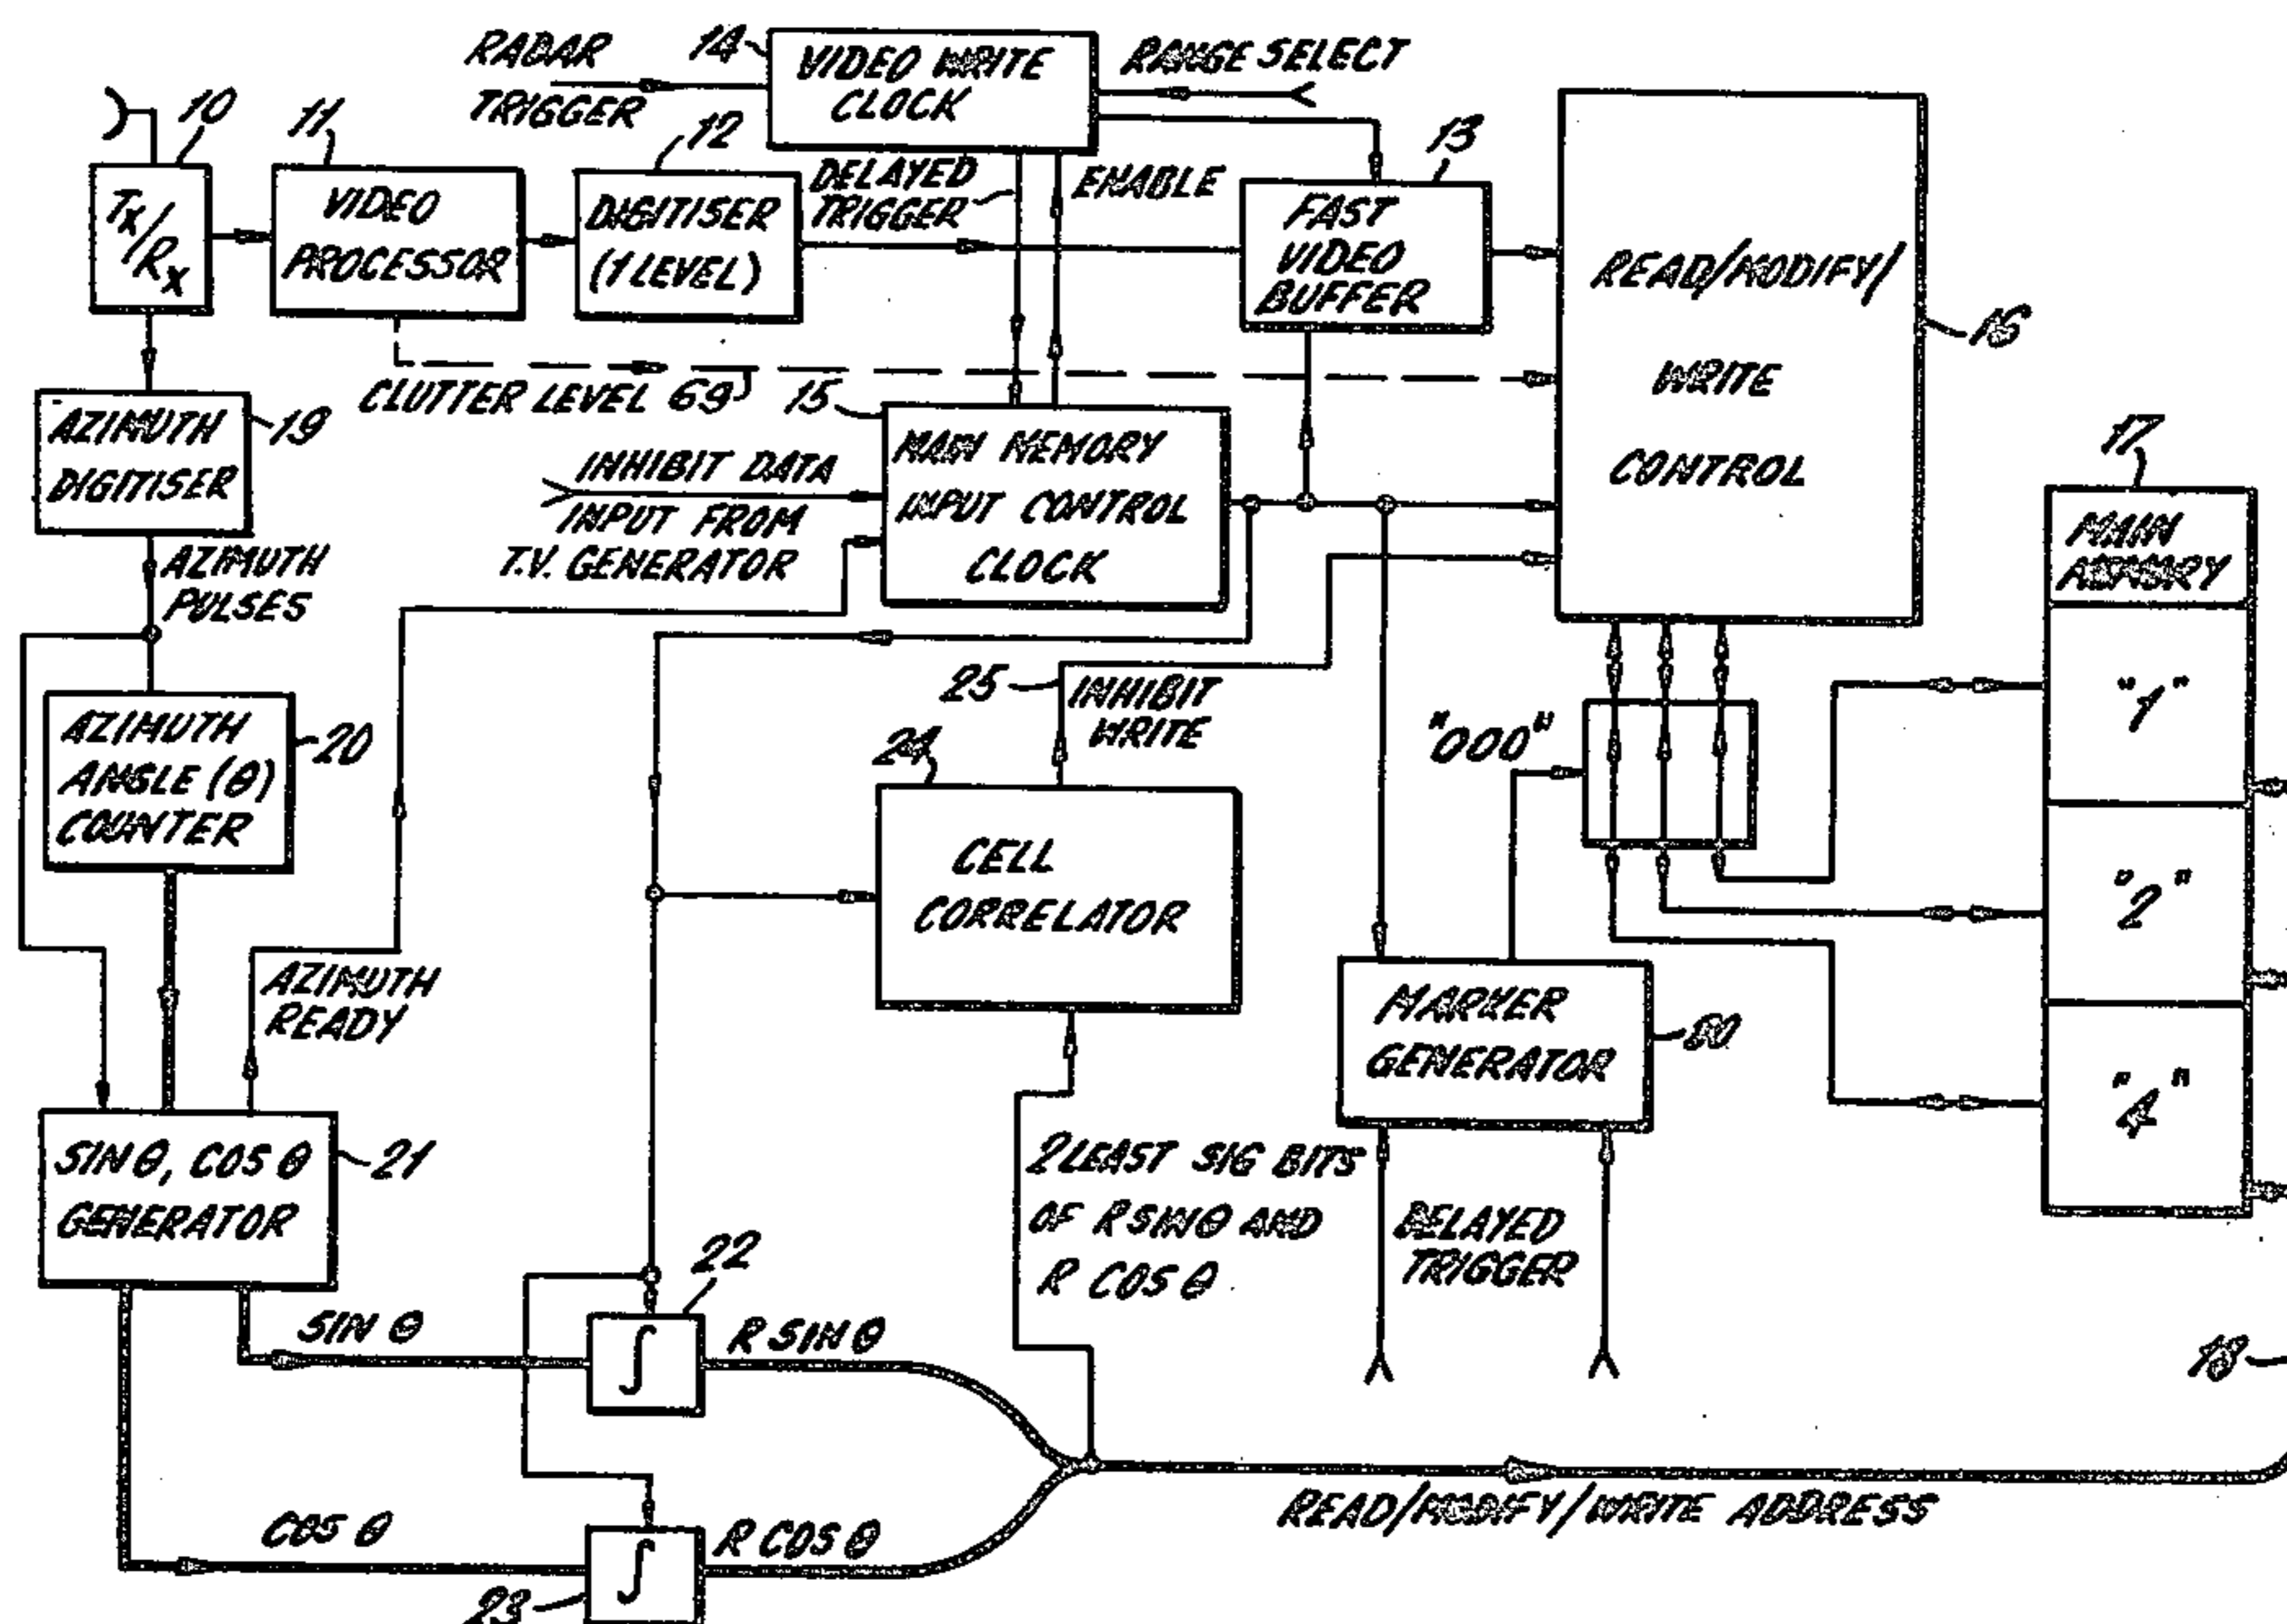 RADAR
TRIGGER
14
VIDEO WRITE
CLOCK
RANGE SELECT
10
11
12
13
Tx/Rx
VIDEO
PROCESSOR
DIGITISER
(1 LEVEL)
DELAYED
TRIGGER
ENABLE
FAST
VIDEO
BUFFER
READ/MODIFY/
WRITE
CONTROL
16
CLUTTER LEVEL 69
15
AZIMUTH
DIGITISER
19
INHIBIT DATA
INPUT FROM
T.V. GENERATOR
MAIN MEMORY
INPUT CONTROL
CLOCK
17
MAIN
MEMORY
"1"
"2"
"4"
AZIMUTH
PULSES
AZIMUTH
ANGLE (θ)
COUNTER
20
25
INHIBIT
WRITE
"000"
24
CELL
CORRELATOR
AZIMUTH
READY
MARKER
GENERATOR
80
SIN θ, COS θ
GENERATOR
21
2 LEAST SIG BITS
OF R SIN θ AND
R COS θ
DELAYED
TRIGGER
22
SIN θ
∫
R SIN θ
18
READ/MODIFY/WRITE ADDRESS
COS θ
∫
R COS θ
23